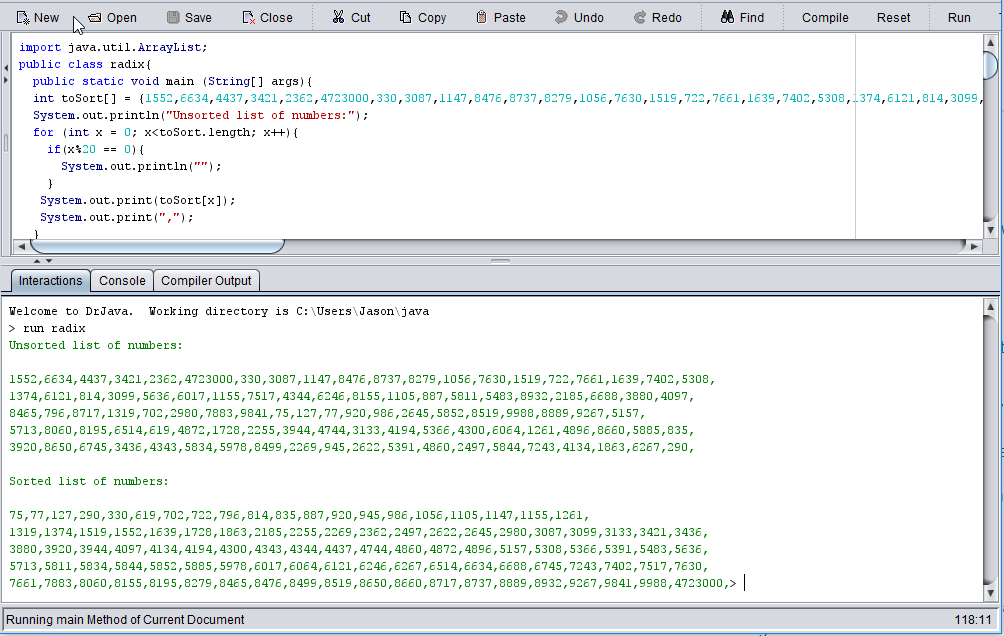 New Open Save Close Cut Copy Paste Undo Redo Find Compile Reset Run
import java.util.ArrayList;
public class radix{
  public static void main (String[] args){
  int toSort[] = {1552,6634,4437,3421,2362,4723000,330,3087,1147,8476,8737,8279,1056,7630,1519,722,7661,1639,7402,5308,1374,6121,814,3099,
  System.out.println("Unsorted list of numbers:");
  for (int x = 0; x<toSort.length; x++){
    if(x%20 == 0){
      System.out.println("");
    }
   System.out.print(toSort[x]);
   System.out.print(",");
  }
Interactions Console Compiler Output
Welcome to DrJava.  Working directory is C:\Users\Jason\java
> run radix
Unsorted list of numbers:
1552,6634,4437,3421,2362,4723000,330,3087,1147,8476,8737,8279,1056,7630,1519,722,7661,1639,7402,5308,
1374,6121,814,3099,5636,6017,1155,7517,4344,6246,8155,1105,887,5811,5483,8932,2185,6688,3880,4097,
8465,796,8717,1319,702,2980,7883,9841,75,127,77,920,986,2645,5852,8519,9988,8889,9267,5157,
5713,8060,8195,6514,619,4872,1728,2255,3944,4744,3133,4194,5366,4300,6064,1261,4896,8660,5885,835,
3920,8650,6745,3436,4343,5834,5978,8499,2269,945,2622,5391,4860,2497,5844,7243,4134,1863,6267,290,
Sorted list of numbers:
75,77,127,290,330,619,702,722,796,814,835,887,920,945,986,1056,1105,1147,1155,1261,
1319,1374,1519,1552,1639,1728,1863,2185,2255,2269,2362,2497,2622,2645,2980,3087,3099,3133,3421,3436,
3880,3920,3944,4097,4134,4194,4300,4343,4344,4437,4744,4860,4872,4896,5157,5308,5366,5391,5483,5636,
5713,5811,5834,5844,5852,5885,5978,6017,6064,6121,6246,6267,6514,6634,6688,6745,7243,7402,7517,7630,
7661,7883,8060,8155,8195,8279,8465,8476,8499,8519,8650,8660,8717,8737,8889,8932,9267,9841,9988,4723000,>
Running main Method of Current Document 118:11